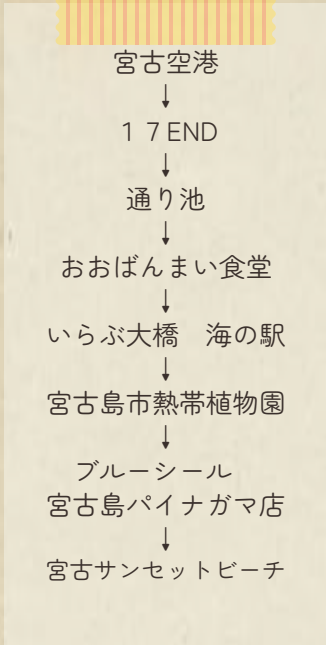 宮古空港
↓
１７END
↓
通り池
↓
おおばんまい食堂
↓
いらぶ大橋　海の駅
↓
宮古島市熱帯植物園
↓
ブルーシール
宮古島パイナガマ店
↓
宮古サンセットビーチ